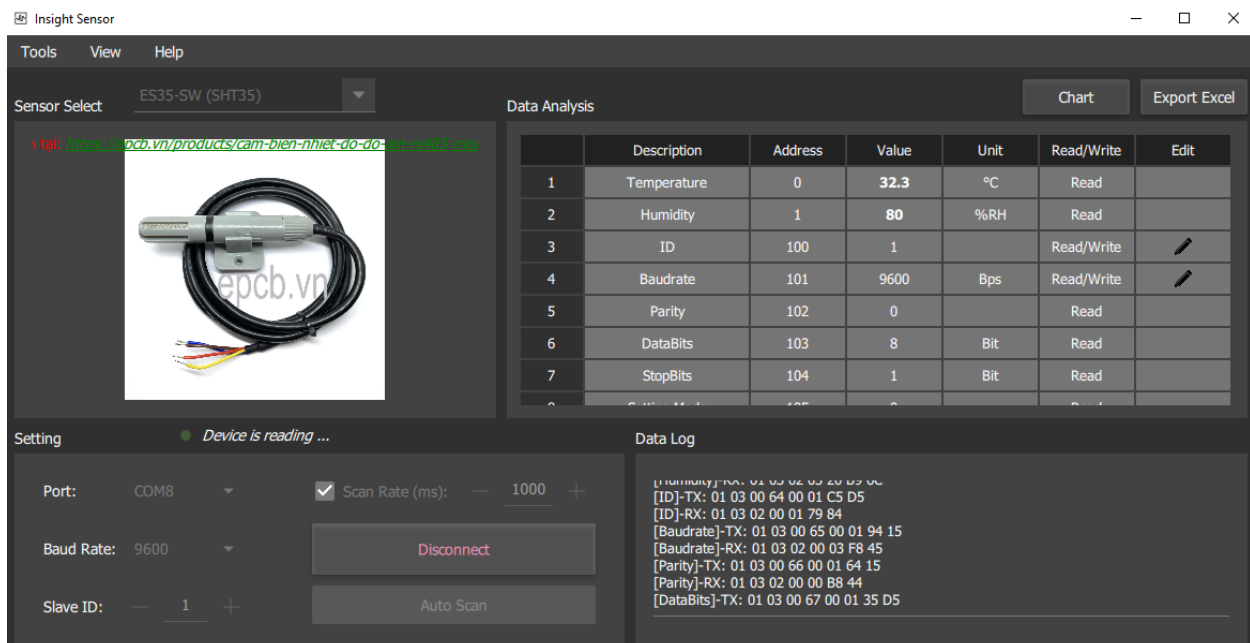 Insight Sensor
Tools View Help
Sensor Select ES35-SW (SHT35)
Data Analysis Chart Export Excel
tại: https://epcb.vn/products/cam-bien-nhiet-do-do-am-rs485-mo
epcb.vn
Description Address Value Unit Read/Write Edit
1 Temperature 0 32.3 °C Read
2 Humidity 1 80 %RH Read
3 ID 100 1 Read/Write
4 Baudrate 101 9600 Bps Read/Write
5 Parity 102 0 Read
6 DataBits 103 8 Bit Read
7 StopBits 104 1 Bit Read
Setting Device is reading ...
Port: COM8 Scan Rate (ms): 1000
Baud Rate: 9600 Disconnect
Slave ID: 1 Auto Scan
Data Log
[ID]-TX: 01 03 00 64 00 01 C5 D5
[ID]-RX: 01 03 02 00 01 79 84
[Baudrate]-TX: 01 03 00 65 00 01 94 15
[Baudrate]-RX: 01 03 02 00 03 F8 45
[Parity]-TX: 01 03 00 66 00 01 64 15
[Parity]-RX: 01 03 02 00 00 B8 44
[DataBits]-TX: 01 03 00 67 00 01 35 D5